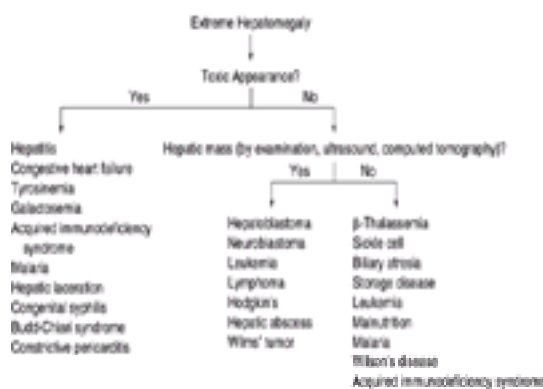 Extreme Hepatomegaly
Toxic Appearance?
Yes
No
Hepatitis
Congestive heart failure
Tyrosinemia
Galactosemia
Acquired immunodeficiency
syndrome
Malaria
Hepatic laceration
Congenital syphilis
Budd-Chiari syndrome
Constrictive pericarditis
Hepatic mass (by examination, ultrasound, computed tomography)?
Yes
No
Hepatoblastoma
Neuroblastoma
Leukemia
Lymphoma
Hodgkin's
Hepatic abscess
Wilms' tumor
β-Thalassemia
Sickle cell
Biliary atresia
Storage disease
Leukemia
Malnutrition
Malaria
Wilson's disease
Acquired immunodeficiency syndrome